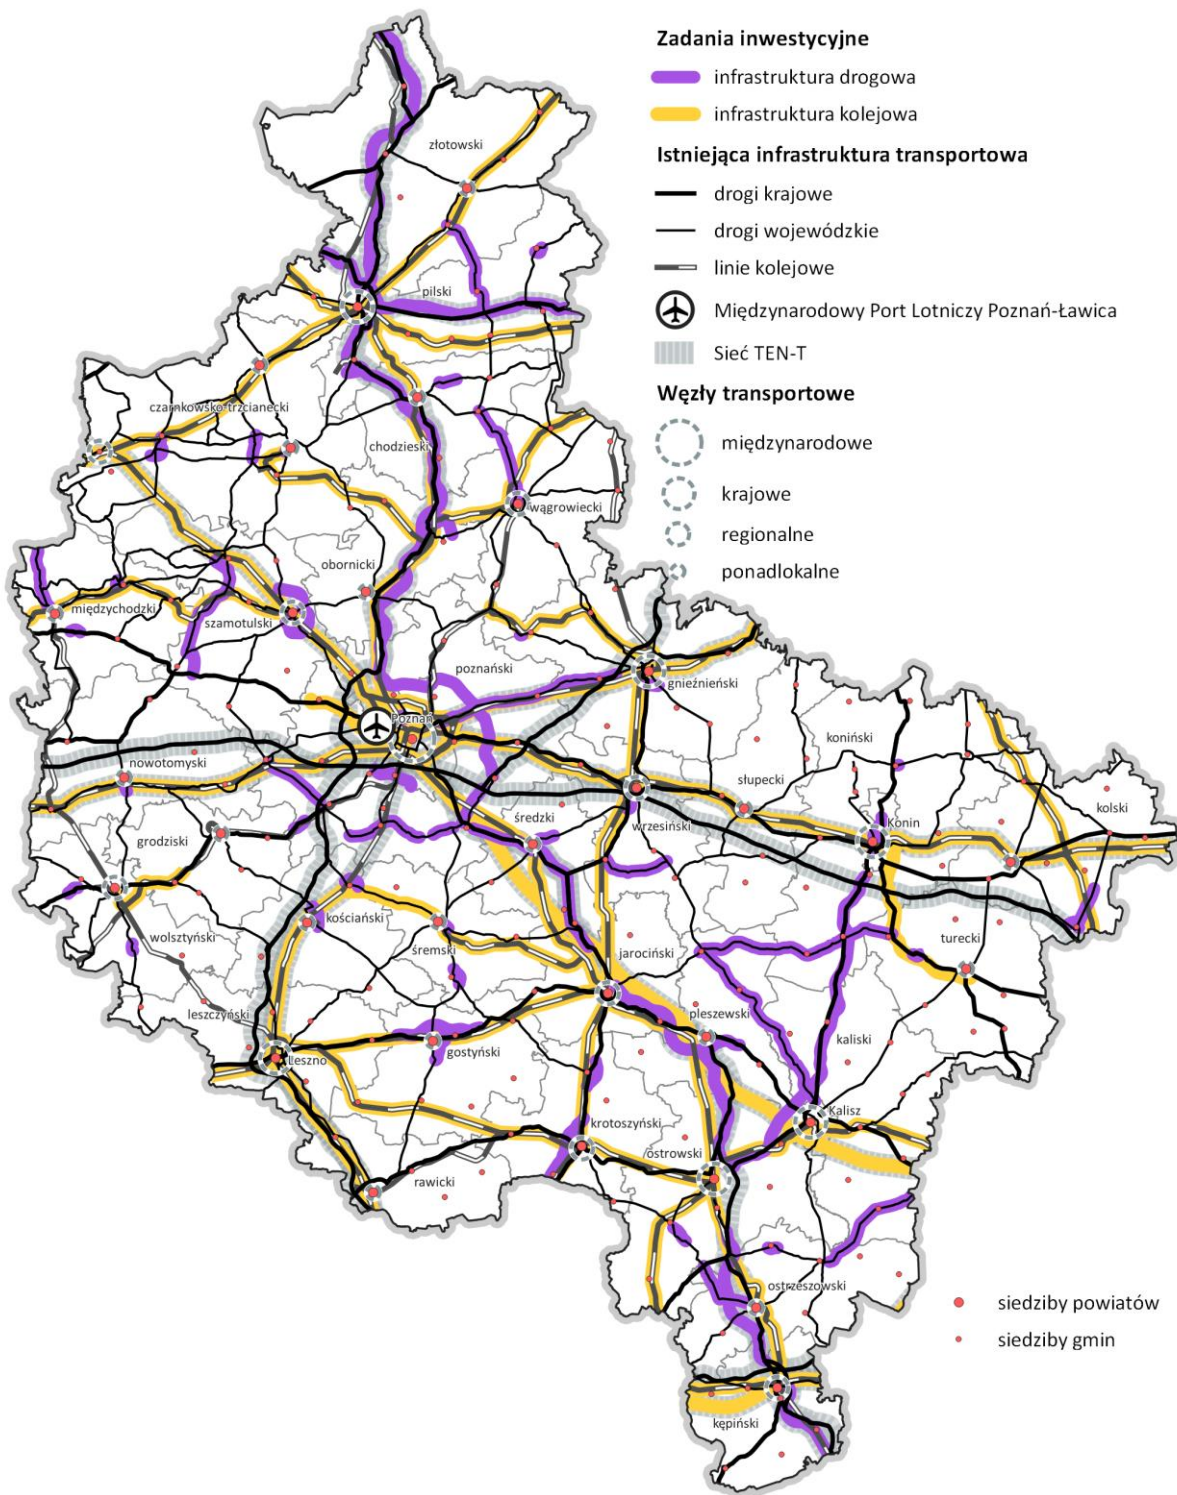 Zadania inwestycyjne
infrastruktura drogowa
infrastruktura kolejowa
Istniejąca infrastruktura transportowa
drogi krajowe
drogi wojewódzkie
linie kolejowe
Międzynarodowy Port Lotniczy Poznań-Ławica
Sieć TEN-T
Węzły transportowe
międzynarodowe
krajowe
regionalne
ponadlokalne
złotowski
pilski
czarnkowsko trzcianecki
chodzieski
wągrowiecki
obornicki
międzychodzki
szamotulski
poznański
gnieźnieński
Poznań
koniński
nowotomyski
słupecki
kolski
średzki
wrzesiński
Konin
grodziski
kościański
wolsztyński
śremski
jarociński
turecki
leszczyński
pleszewski
kaliski
Leszno
gostyński
Kalisz
krotoszyński
ostrowski
rawicki
ostrzeszowski
kępiński
siedziby powiatów
siedziby gmin